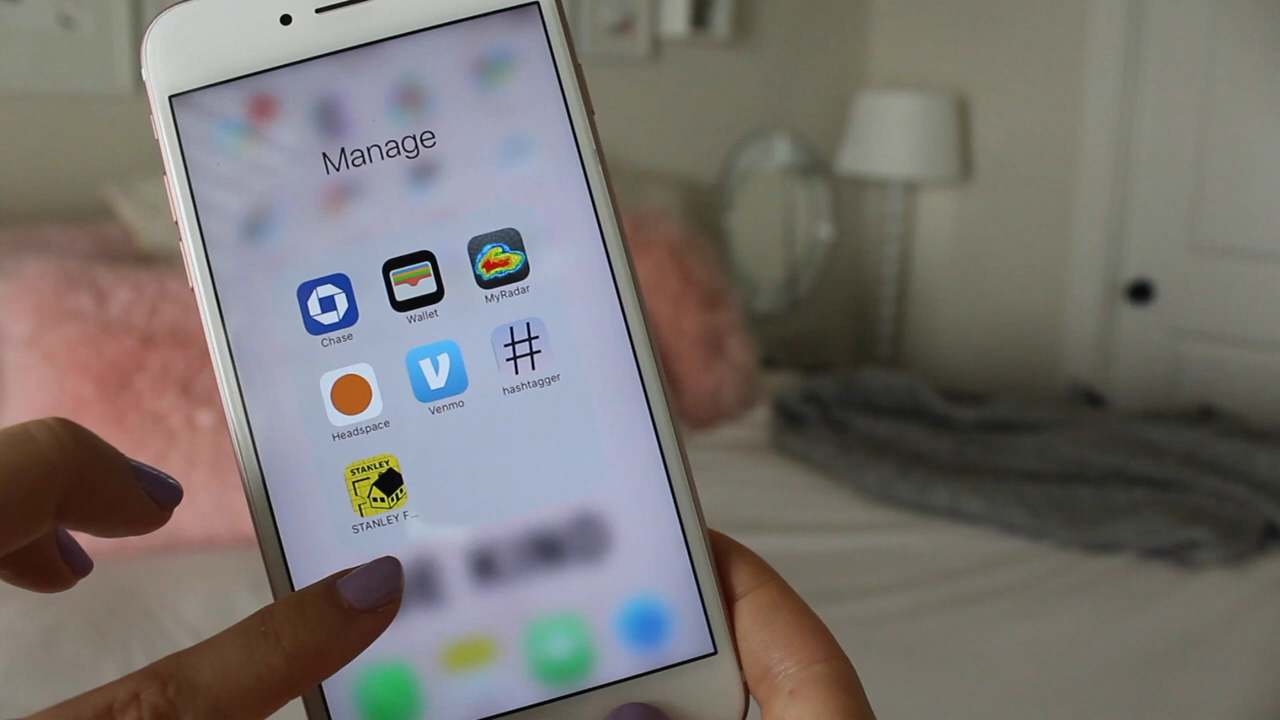 Manage
Chase
Wallet
MyRadar
Headspace
Venmo
hashtagger
STANLEY
STANLEY F...